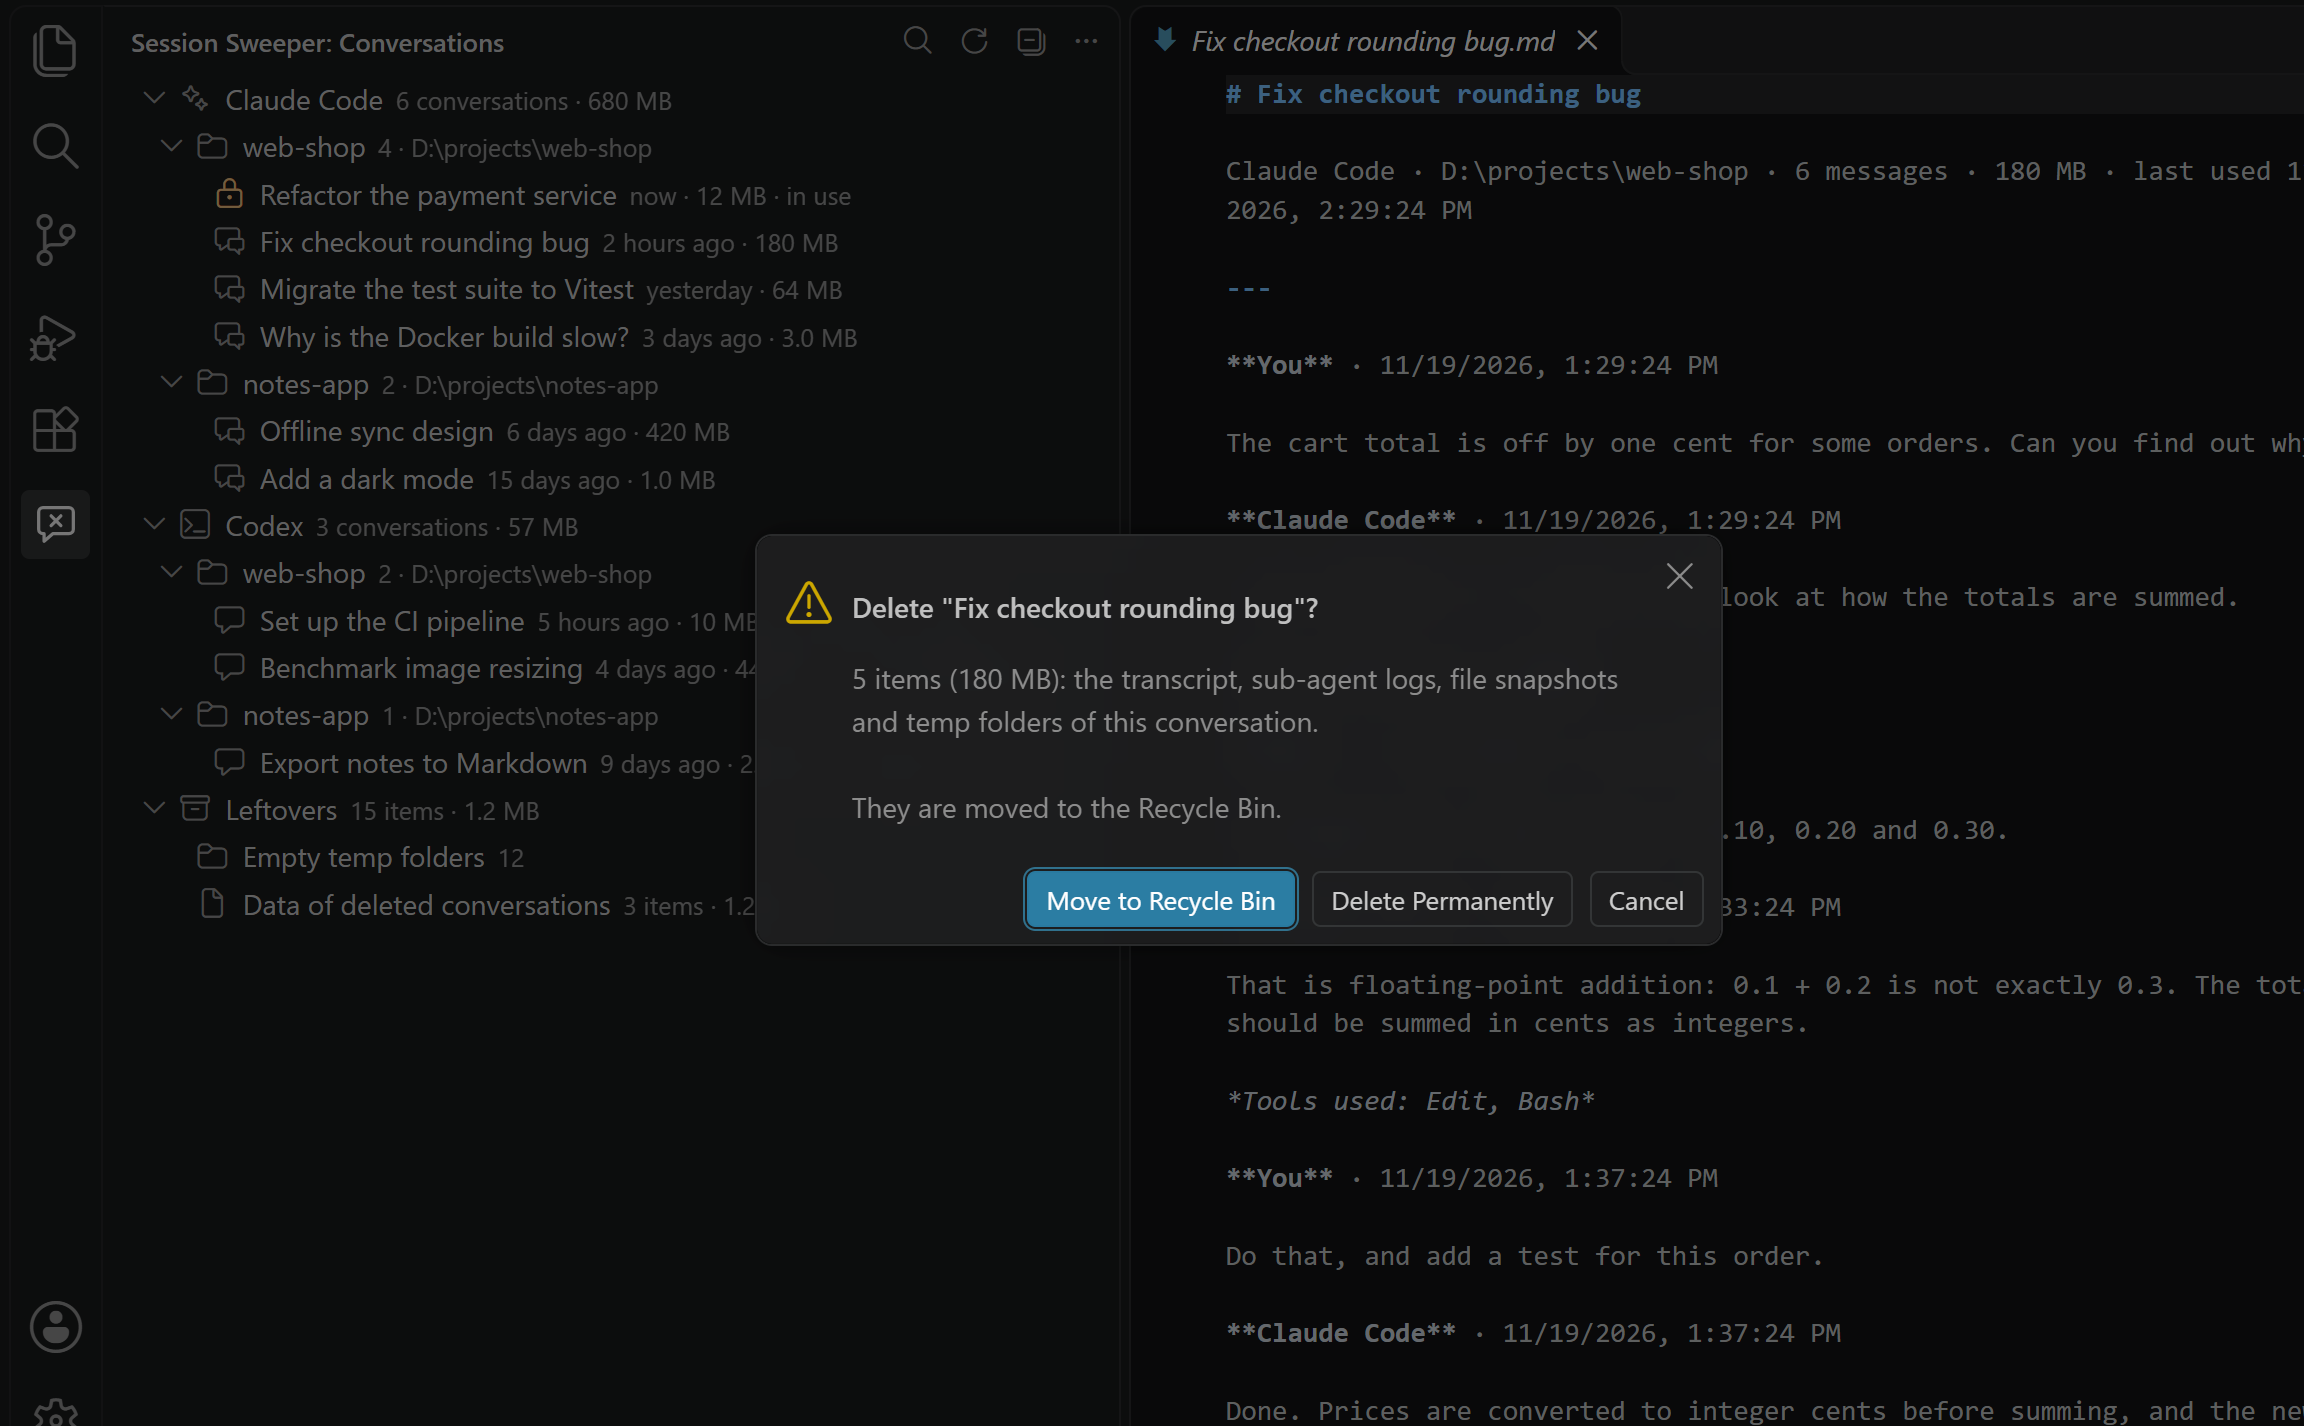 Session Sweeper: Conversations
Claude Code 6 conversations · 680 MB
web-shop 4 · D:\projects\web-shop
Refactor the payment service now · 12 MB · in use
Fix checkout rounding bug 2 hours ago · 180 MB
Migrate the test suite to Vitest yesterday · 64 MB
Why is the Docker build slow? 3 days ago · 3.0 MB
notes-app 2 · D:\projects\notes-app
Offline sync design 6 days ago · 420 MB
Add a dark mode 15 days ago · 1.0 MB
Codex 3 conversations · 57 MB
web-shop 2 · D:\projects\web-shop
Set up the CI pipeline 5 hours ago · 10 MB
Benchmark image resizing 4 days ago · 44
notes-app 1 · D:\projects\notes-app
Export notes to Markdown 9 days ago · 2
Leftovers 15 items · 1.2 MB
Empty temp folders 12
Data of deleted conversations 3 items · 1.2
Fix checkout rounding bug.md
# Fix checkout rounding bug
Claude Code · D:\projects\web-shop · 6 messages · 180 MB · last used 1
2026, 2:29:24 PM
---
**You** · 11/19/2026, 1:29:24 PM
The cart total is off by one cent for some orders. Can you find out why
**Claude Code** · 11/19/2026, 1:29:24 PM
look at how the totals are summed.
.10, 0.20 and 0.30.
33:24 PM
That is floating-point addition: 0.1 + 0.2 is not exactly 0.3. The tot
should be summed in cents as integers.
*Tools used: Edit, Bash*
**You** · 11/19/2026, 1:37:24 PM
Do that, and add a test for this order.
**Claude Code** · 11/19/2026, 1:37:24 PM
Done. Prices are converted to integer cents before summing, and the ne
Delete "Fix checkout rounding bug"?
5 items (180 MB): the transcript, sub-agent logs, file snapshots
and temp folders of this conversation.
They are moved to the Recycle Bin.
Move to Recycle Bin
Delete Permanently
Cancel